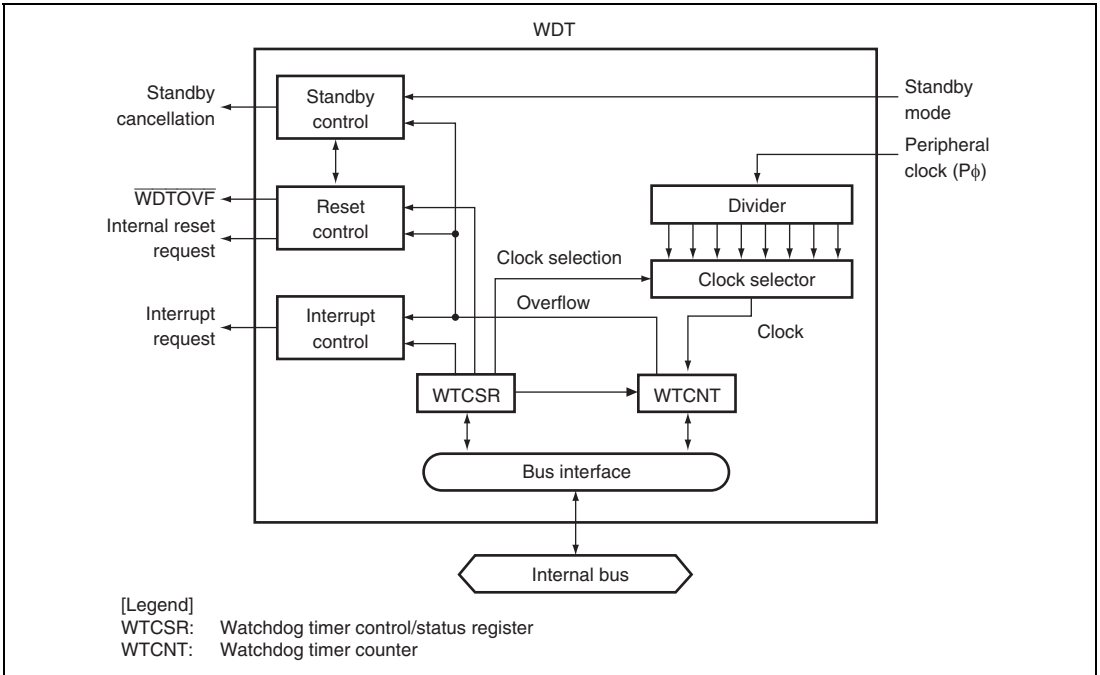 WDT
Standby
cancellation
Standby
control
Standby
mode
Peripheral
clock (Pϕ)
W̅D̅T̅O̅V̅F̅
Internal reset
request
Reset
control
Divider
Clock selection
Clock selector
Overflow
Interrupt
request
Interrupt
control
Clock
WTCSR
WTCNT
Bus interface
Internal bus
[Legend]
WTCSR: Watchdog timer control/status register
WTCNT: Watchdog timer counter